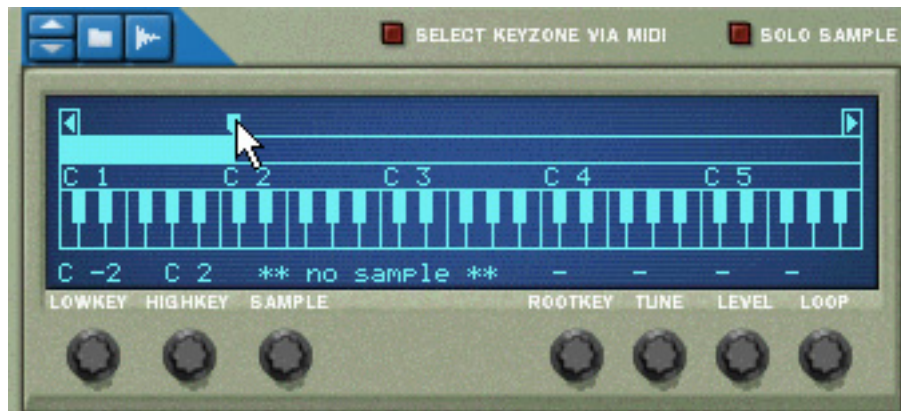 SELECT KEYZONE VIA MIDI SOLO SAMPLE
C 1 C 2 C 3 C 4 C 5
C -2 C 2 ** no sample ** - - - -
LOWKEY HIGHKEY SAMPLE ROOTKEY TUNE LEVEL LOOP